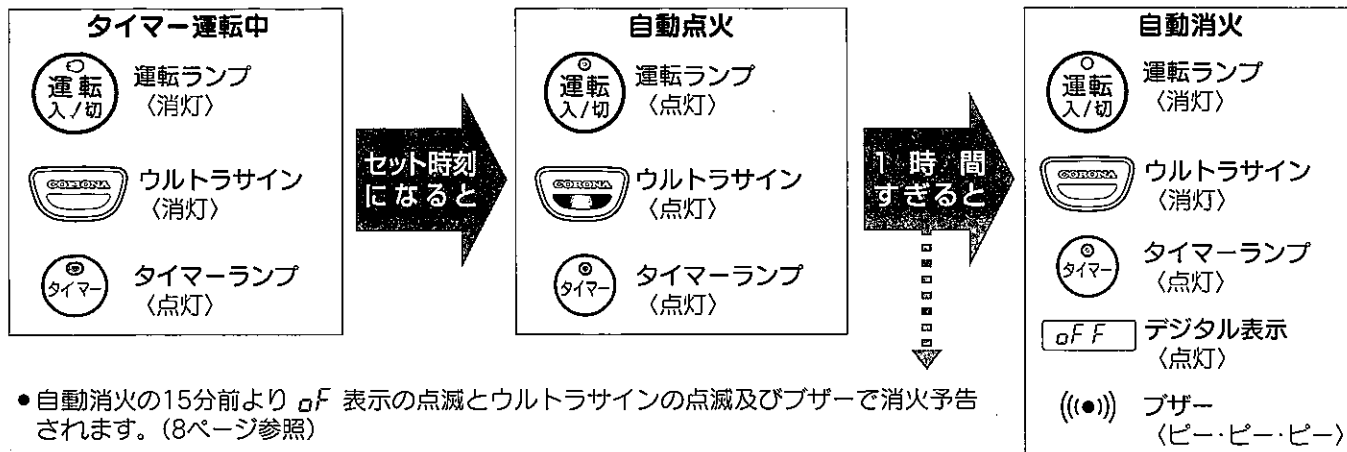 タイマー運転中
運転
入/切
運転ランプ
〈消灯〉
CORONA
ウルトラサイン
〈消灯〉
タイマー
タイマーランプ
〈点灯〉
セット時刻
になると
自動点火
運転
入/切
運転ランプ
〈点灯〉
CORONA
ウルトラサイン
〈点灯〉
タイマー
タイマーランプ
〈点灯〉
1時間
すぎると
自動消火
運転
入/切
運転ランプ
〈消灯〉
CORONA
ウルトラサイン
〈消灯〉
タイマー
タイマーランプ
〈点灯〉
oFF
デジタル表示
〈点灯〉
ブザー
〈ピー・ピー・ピー〉
●自動消火の15分前より oF 表示の点滅とウルトラサインの点滅及びブザーで消火予告
されます。(8ページ参照)